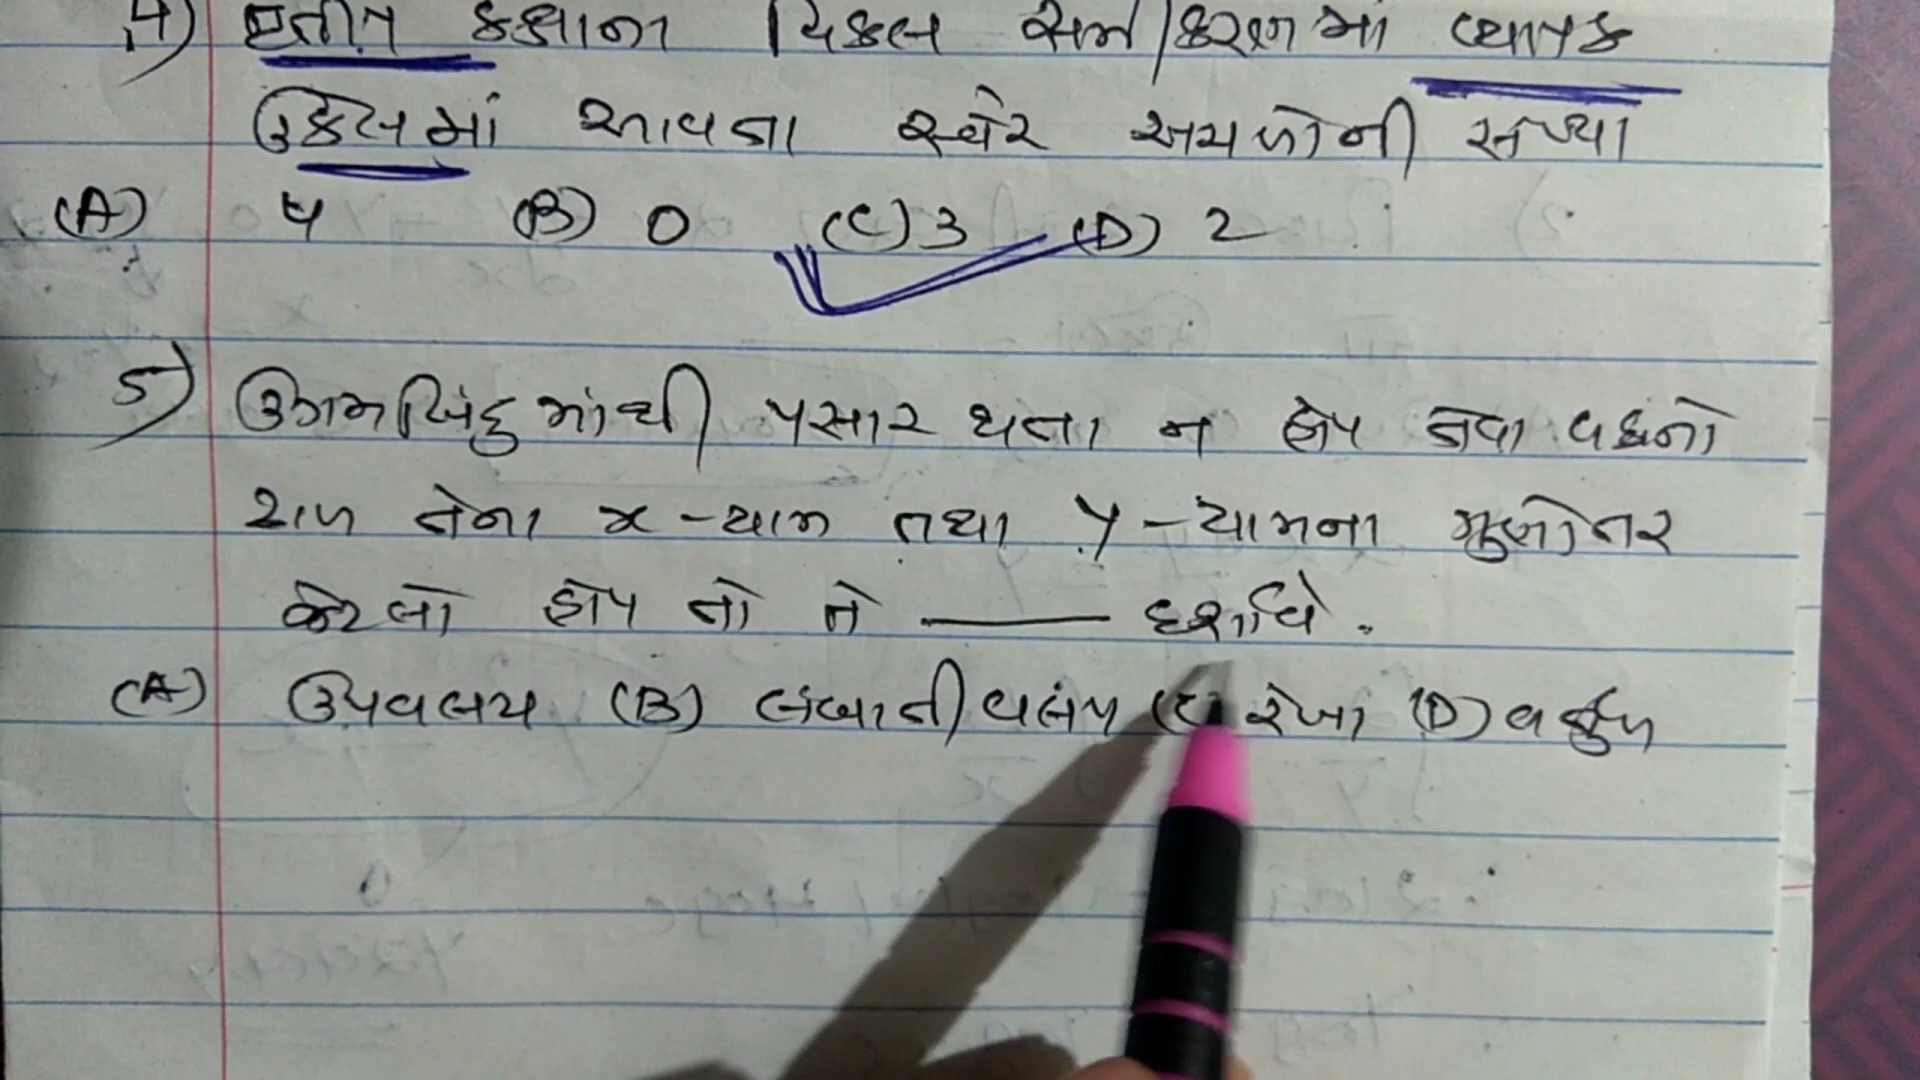 4) તૃતીય કક્ષાના વિકલ સમીકરણમાં વ્યાપક
ઉકેલમાં આવતા સ્વૈર અચળોની સંખ્યા
(A) 4 (B) 0 (C) 3 (D) 2
5) ઉગમબિંદુમાંથી પસાર થતા ન હોય તેવા વક્રનો
ઢાળ તેના x-યામ તથા y-યામના ગુણોત્તર
જેટલો હોય તો તે ——— દર્શાવે.
(A) ઉપવલય (B) લંબાતીવલય (C) રેખા (D) વર્તુળ